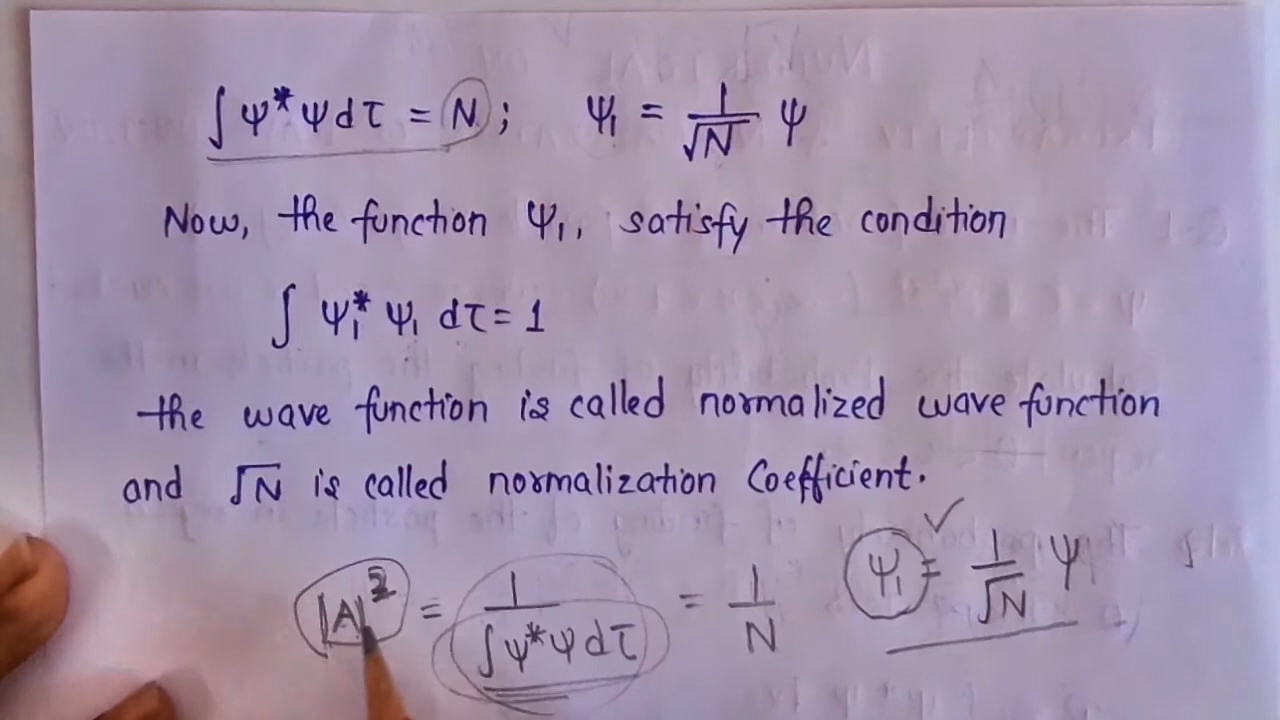 ∫ Ψ* Ψ dτ = N ; Ψ₁ = 1/√N Ψ
Now, the function Ψ₁, satisfy the condition
∫ Ψ₁* Ψ₁ dτ = 1
the wave function is called normalized wave function
and √N is called normalization Coefficient.
|A|² = 1/∫Ψ*Ψdτ = 1/N Ψ₁ = 1/√N Ψ